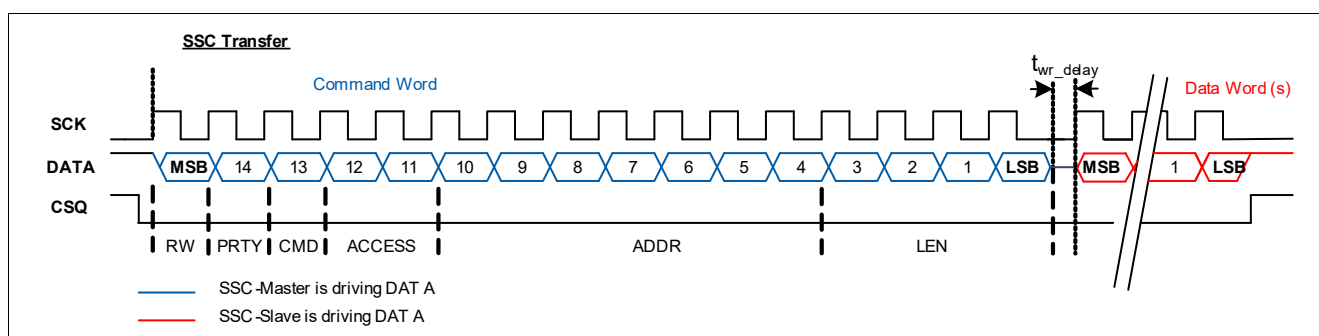 SSC Transfer
t wr_delay
Command Word
Data Word (s)
SCK
DATA MSB 14 13 12 11 10 9 8 7 6 5 4 3 2 1 LSB MSB 1 LSB
CSQ
RW PRTY CMD ACCESS ADDR LEN
SSC -Master is driving DAT A
SSC -Slave is driving DAT A